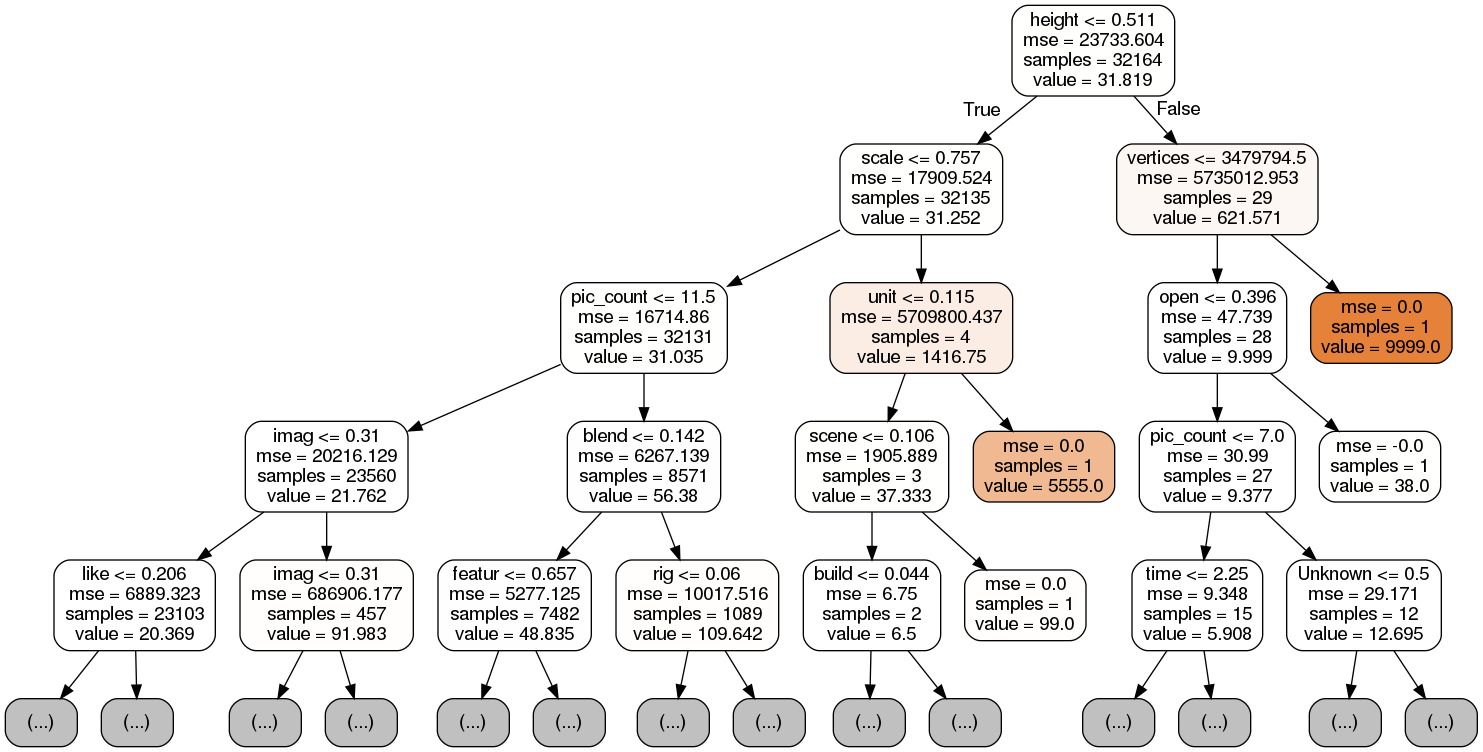 height <= 0.511
mse = 23733.604
samples = 32164
value = 31.819
True
False
scale <= 0.757
mse = 17909.524
samples = 32135
value = 31.252
vertices <= 3479794.5
mse = 5735012.953
samples = 29
value = 621.571
pic_count <= 11.5
mse = 16714.86
samples = 32131
value = 31.035
unit <= 0.115
mse = 5709800.437
samples = 4
value = 1416.75
open <= 0.396
mse = 47.739
samples = 28
value = 9.999
mse = 0.0
samples = 1
value = 9999.0
imag <= 0.31
mse = 20216.129
samples = 23560
value = 21.762
blend <= 0.142
mse = 6267.139
samples = 8571
value = 56.38
scene <= 0.106
mse = 1905.889
samples = 3
value = 37.333
mse = 0.0
samples = 1
value = 5555.0
pic_count <= 7.0
mse = 30.99
samples = 27
value = 9.377
mse = -0.0
samples = 1
value = 38.0
like <= 0.206
mse = 6889.323
samples = 23103
value = 20.369
imag <= 0.31
mse = 686906.177
samples = 457
value = 91.983
featur <= 0.657
mse = 5277.125
samples = 7482
value = 48.835
rig <= 0.06
mse = 10017.516
samples = 1089
value = 109.642
build <= 0.044
mse = 6.75
samples = 2
value = 6.5
mse = 0.0
samples = 1
value = 99.0
time <= 2.25
mse = 9.348
samples = 15
value = 5.908
Unknown <= 0.5
mse = 29.171
samples = 12
value = 12.695
(...)
(...)
(...)
(...)
(...)
(...)
(...)
(...)
(...)
(...)
(...)
(...)
(...)
(...)